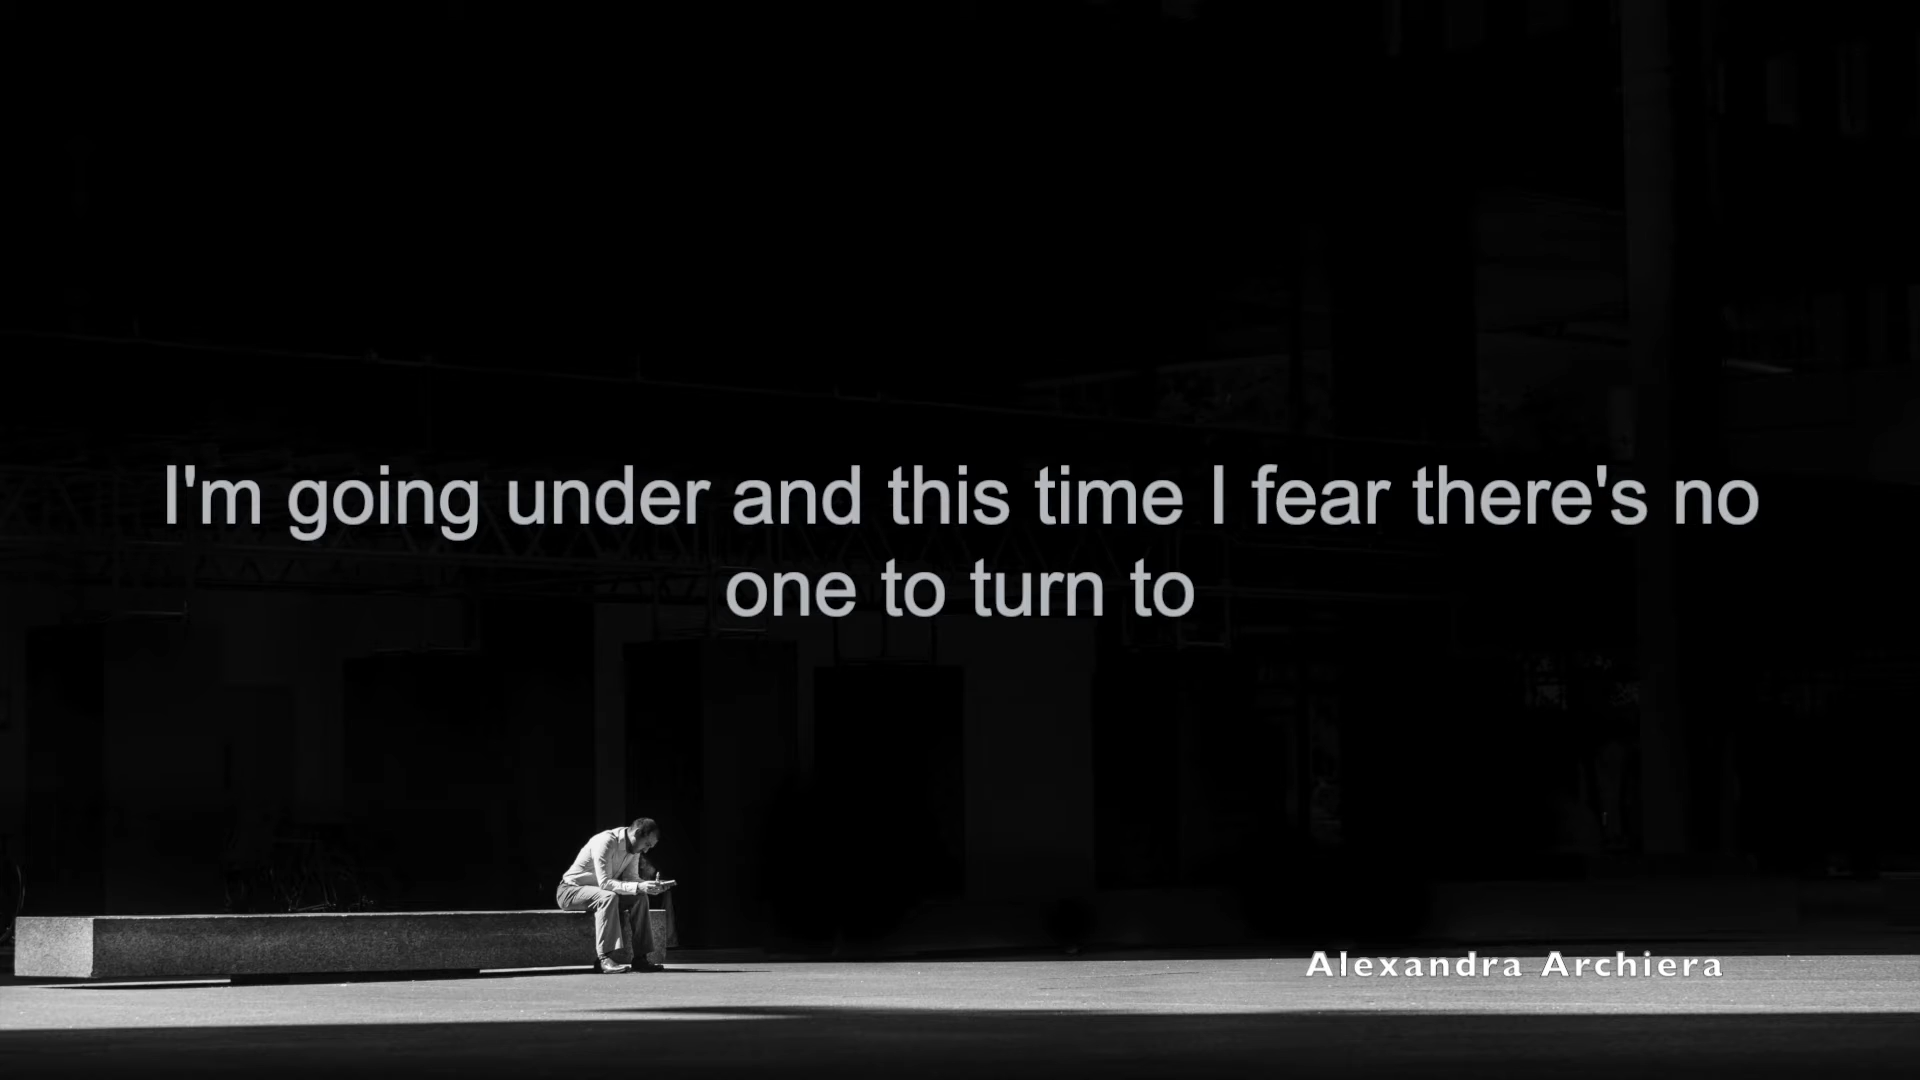 I'm going under and this time I fear there's no
one to turn to
Alexandra Archiera